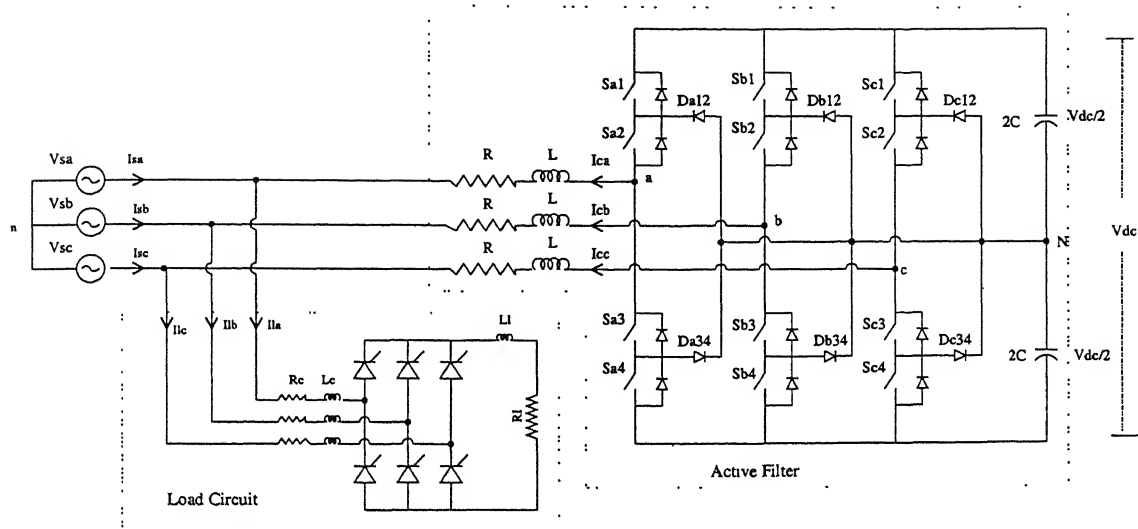 Sa1
Sb1
Sc1
Da12
Db12
Dc12
2C
Vdc/2
Sa2
Sb2
Sc2
Vsa
Isa
R
L
Ica
a
Vsb
Isb
R
L
Icb
b
n
Vsc
Isc
R
L
Icc
c
N
Vdc
Ilc
Ilb
Ila
Ll
Sa3
Sb3
Sc3
Da34
Db34
Dc34
2C
Vdc/2
Sa4
Sb4
Sc4
Rc
Lc
Rl
Load Circuit
Active Filter